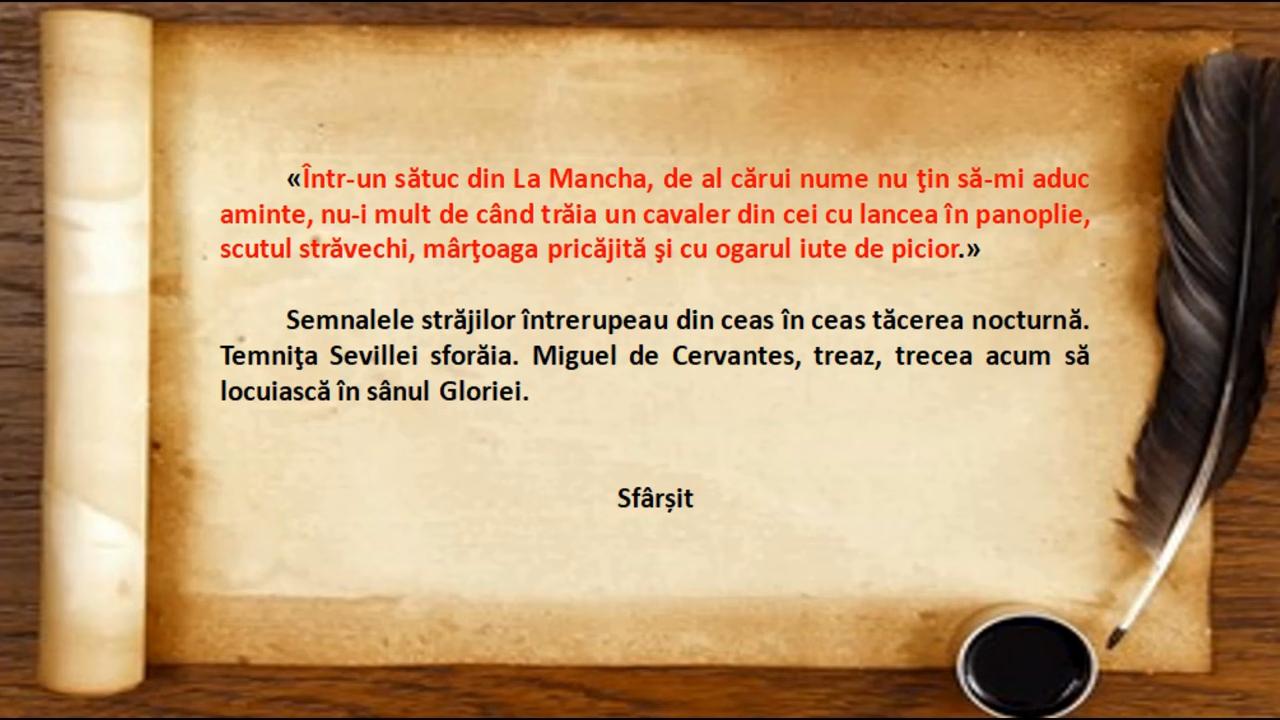 «Într-un sătuc din La Mancha, de al cărui nume nu ţin să-mi aduc
aminte, nu-i mult de când trăia un cavaler din cei cu lancea în panoplie,
scutul străvechi, mârţoaga pricăjită şi cu ogarul iute de picior.»
Semnalele străjilor întrerupeau din ceas în ceas tăcerea nocturnă.
Temniţa Sevillei sforăia. Miguel de Cervantes, treaz, trecea acum să
locuiască în sânul Gloriei.
Sfârșit